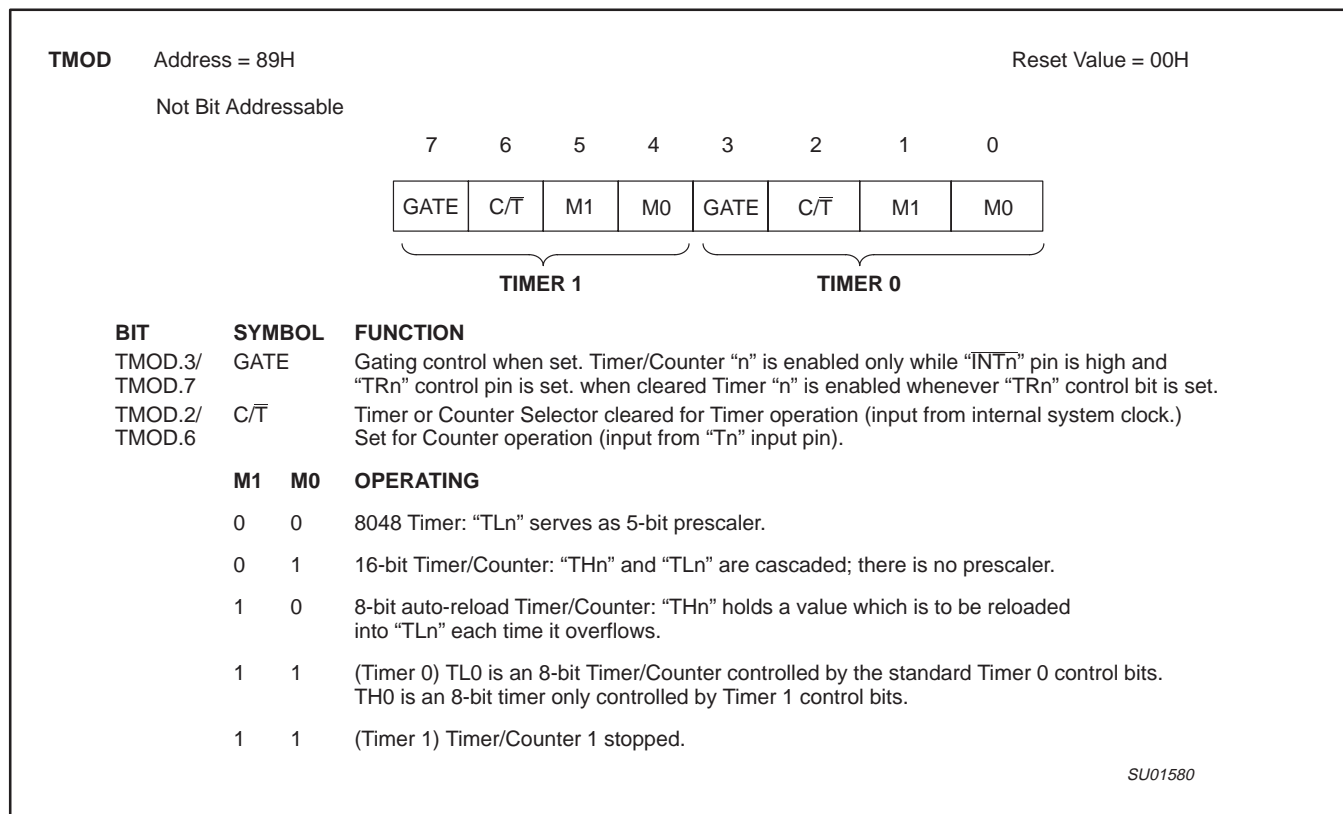 TMOD Address = 89H Reset Value = 00H
Not Bit Addressable
7 6 5 4 3 2 1 0
GATE C/T̅ M1 M0 GATE C/T̅ M1 M0
TIMER 1 TIMER 0
BIT SYMBOL FUNCTION
TMOD.3/ GATE Gating control when set. Timer/Counter “n” is enabled only while “I̅N̅T̅n̅” pin is high and
TMOD.7 “TRn” control pin is set. when cleared Timer “n” is enabled whenever “TRn” control bit is set.
TMOD.2/ C/T̅ Timer or Counter Selector cleared for Timer operation (input from internal system clock.)
TMOD.6 Set for Counter operation (input from “Tn” input pin).
M1 M0 OPERATING
0 0 8048 Timer: “TLn” serves as 5-bit prescaler.
0 1 16-bit Timer/Counter: “THn” and “TLn” are cascaded; there is no prescaler.
1 0 8-bit auto-reload Timer/Counter: “THn” holds a value which is to be reloaded
into “TLn” each time it overflows.
1 1 (Timer 0) TL0 is an 8-bit Timer/Counter controlled by the standard Timer 0 control bits.
TH0 is an 8-bit timer only controlled by Timer 1 control bits.
1 1 (Timer 1) Timer/Counter 1 stopped.
SU01580